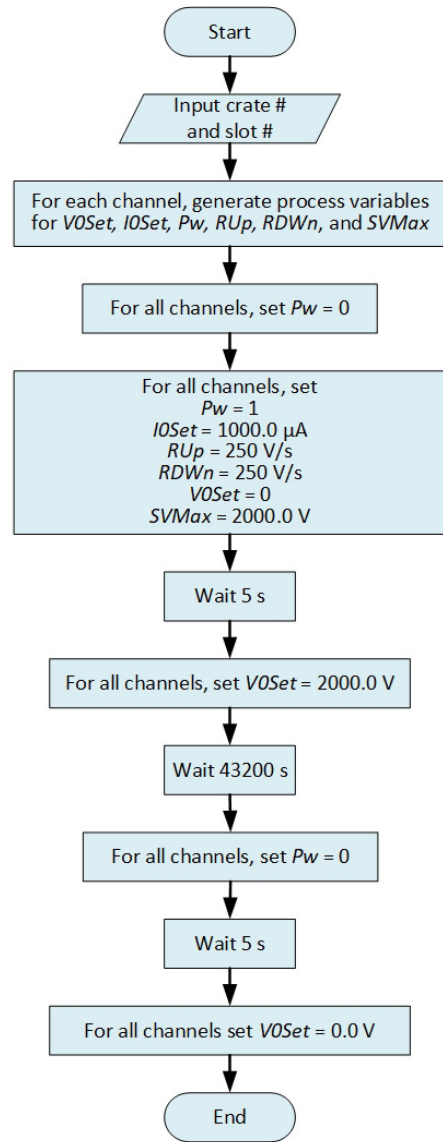 Start
Input crate #
and slot #
For each channel, generate process variables
for V0Set, I0Set, Pw, RUp, RDWn, and SVMax
For all channels, set Pw = 0
For all channels, set
Pw = 1
I0Set = 1000.0 µA
RUp = 250 V/s
RDWn = 250 V/s
V0Set = 0
SVMax = 2000.0 V
Wait 5 s
For all channels, set V0Set = 2000.0 V
Wait 43200 s
For all channels, set Pw = 0
Wait 5 s
For all channels set V0Set = 0.0 V
End